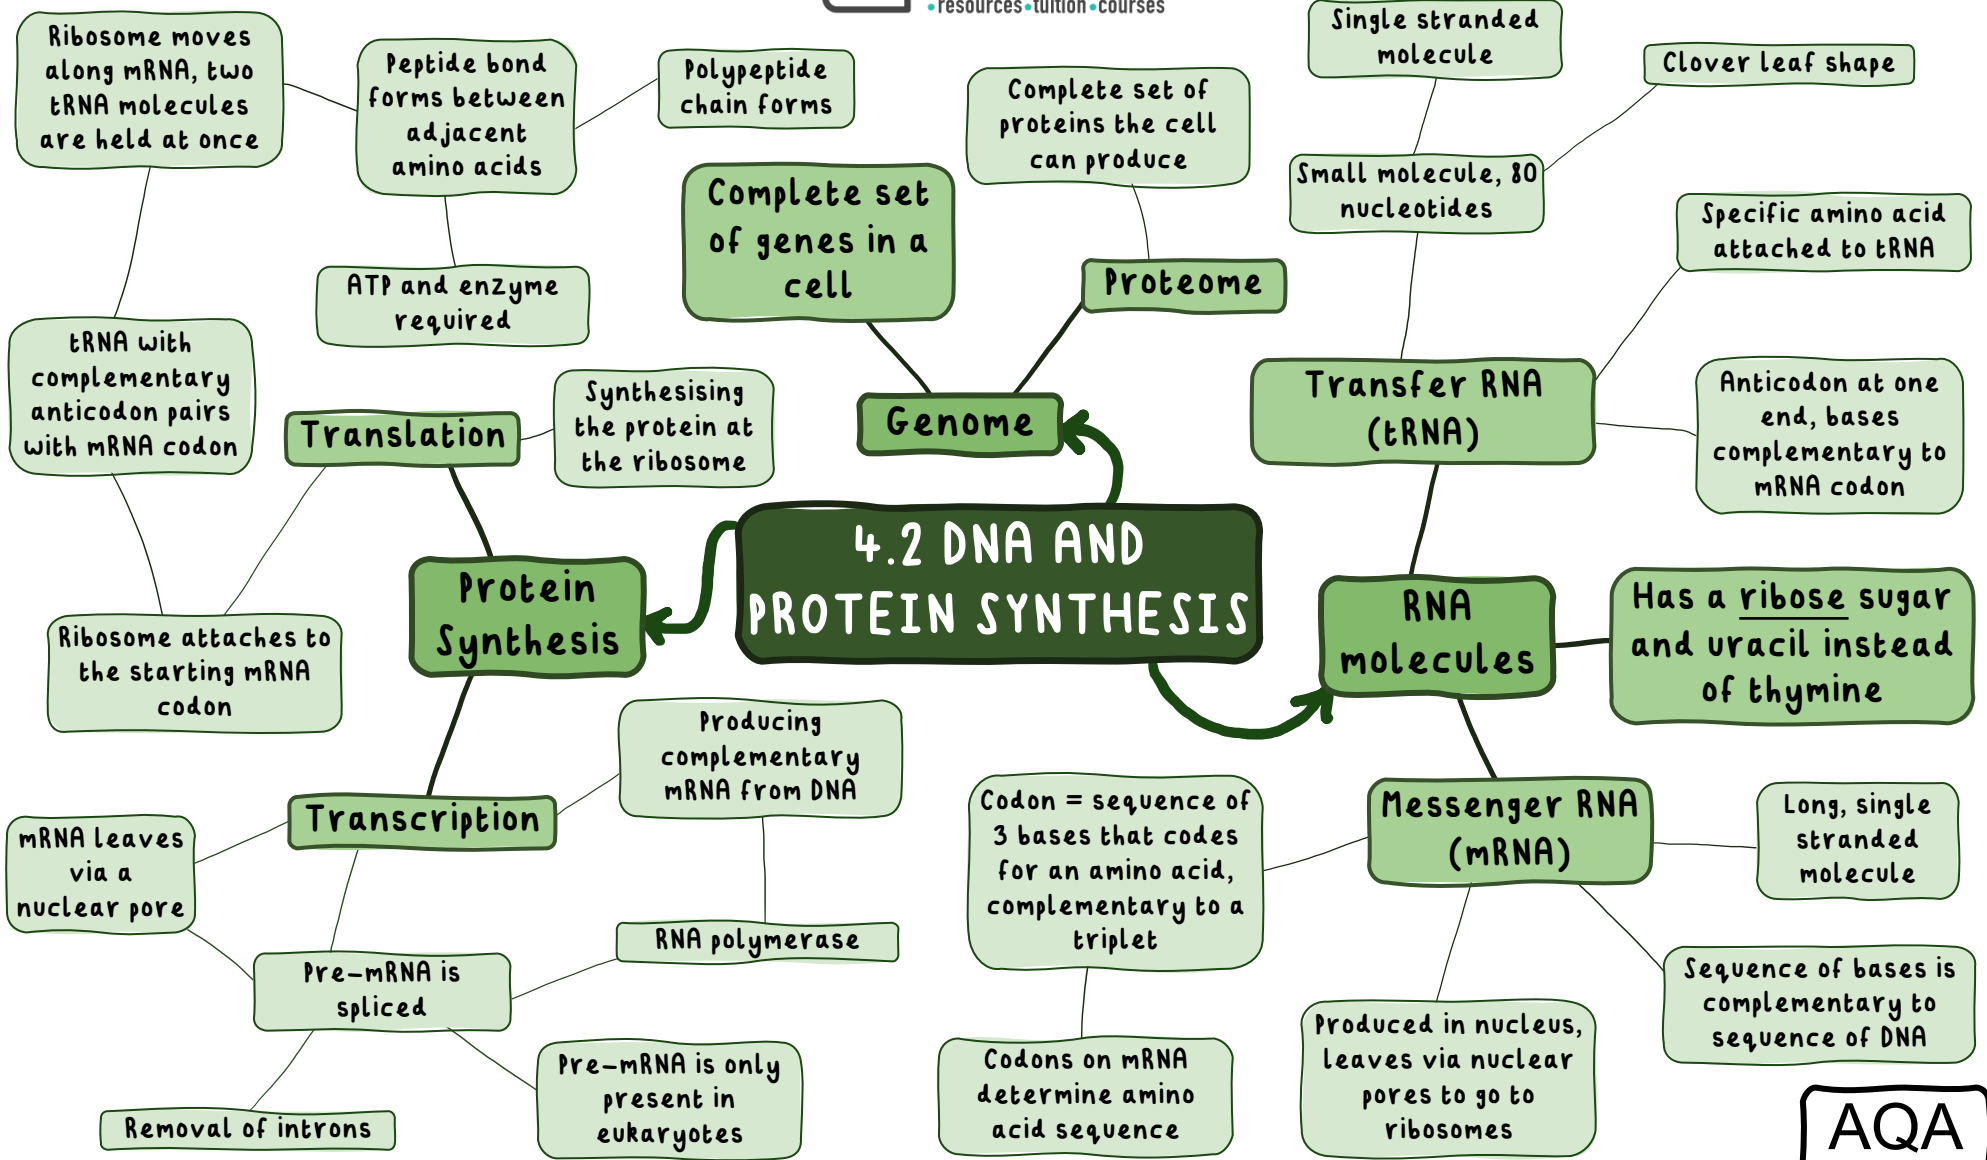 resources•tuition•courses
Ribosome moves
along mRNA, two
tRNA molecules
are held at once
Peptide bond
forms between
adjacent
amino acids
Polypeptide
chain forms
ATP and enzyme
required
tRNA with
complementary
anticodon pairs
with mRNA codon
Translation
Synthesising
the protein at
the ribosome
Ribosome attaches to
the starting mRNA
codon
Protein
Synthesis
Complete set
of genes in a
cell
Complete set of
proteins the cell
can produce
Proteome
Genome
4.2 DNA AND
PROTEIN SYNTHESIS
Single stranded
molecule
Clover leaf shape
Small molecule, 80
nucleotides
Specific amino acid
attached to tRNA
Transfer RNA
(tRNA)
Anticodon at one
end, bases
complementary to
mRNA codon
RNA
molecules
Has a ribose sugar
and uracil instead
of thymine
Transcription
Producing
complementary
mRNA from DNA
mRNA leaves
via a
nuclear pore
RNA polymerase
Pre-mRNA is
spliced
Removal of introns
Pre-mRNA is only
present in
eukaryotes
Codon = sequence of
3 bases that codes
for an amino acid,
complementary to a
triplet
Messenger RNA
(mRNA)
Long, single
stranded
molecule
Codons on mRNA
determine amino
acid sequence
Produced in nucleus,
leaves via nuclear
pores to go to
ribosomes
Sequence of bases is
complementary to
sequence of DNA
AQA